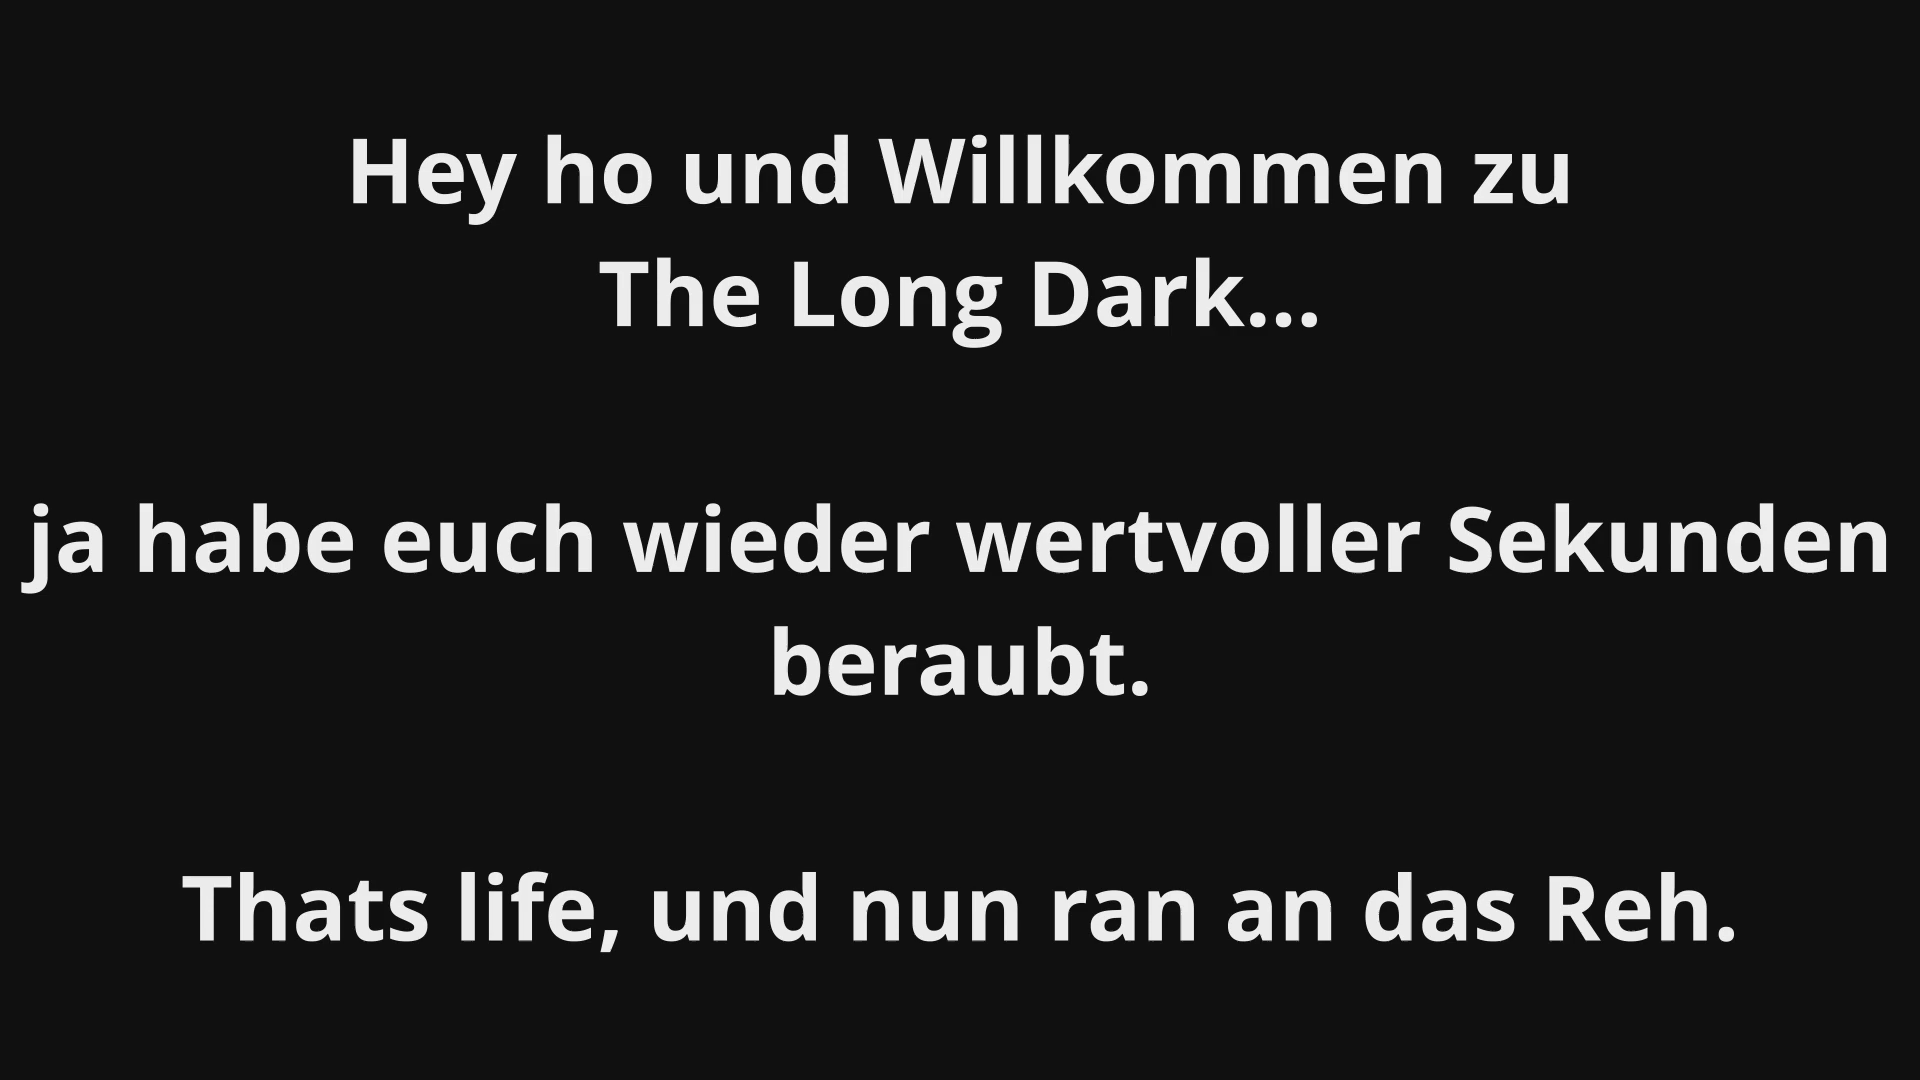 Hey ho und Willkommen zu
The Long Dark...
ja habe euch wieder wertvoller Sekunden
beraubt.
Thats life, und nun ran an das Reh.